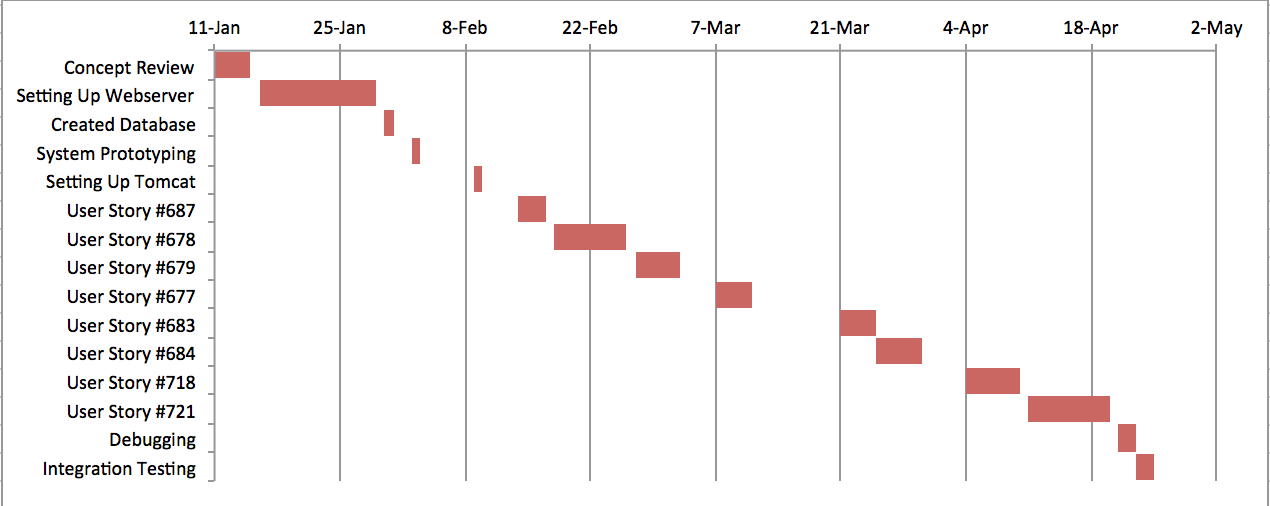 11-Jan 25-Jan 8-Feb 22-Feb 7-Mar 21-Mar 4-Apr 18-Apr 2-May
Concept Review
Setting Up Webserver
Created Database
System Prototyping
Setting Up Tomcat
User Story #687
User Story #678
User Story #679
User Story #677
User Story #683
User Story #684
User Story #718
User Story #721
Debugging
Integration Testing